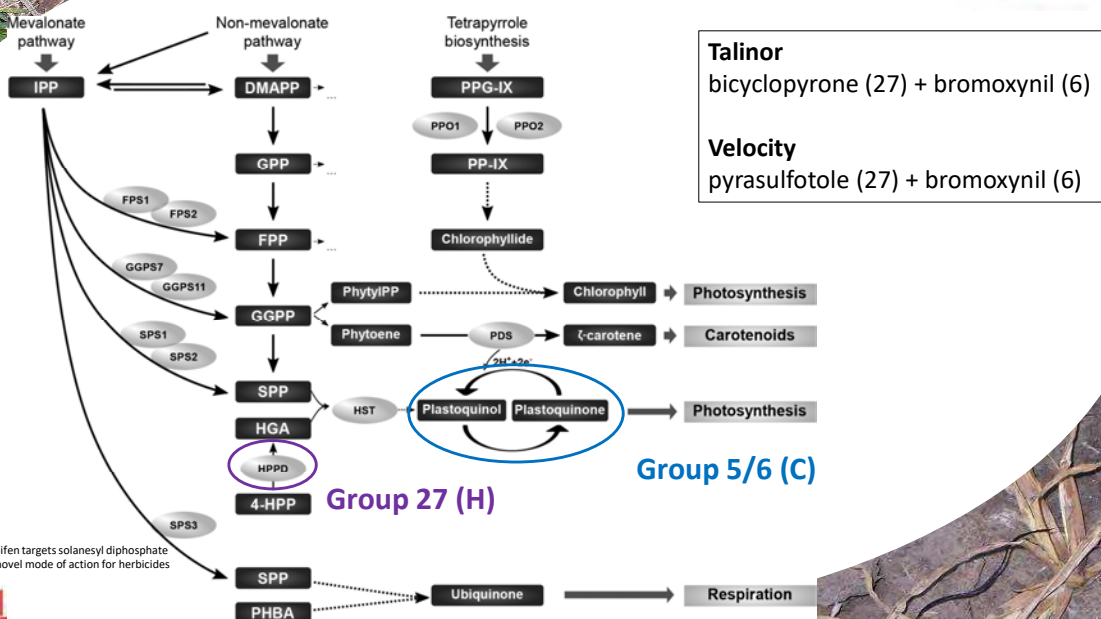 Mevalonate
pathway
Non-mevalonate
pathway
Tetrapyrrole
biosynthesis
Talinor
bicyclopyrone (27) + bromoxynil (6)
Velocity
pyrasulfotole (27) + bromoxynil (6)
IPP
DMAPP
...
PPG-IX
PPO1
PPO2
GPP
...
PP-IX
FPS1
FPS2
FPP
...
Chlorophyllide
GGPS7
GGPS11
GGPP
PhytylPP
Chlorophyll
Photosynthesis
Phytoene
PDS
ζ-carotene
Carotenoids
2H⁺+2e⁻
SPS1
SPS2
SPP
HGA
HST
Plastoquinol
Plastoquinone
Photosynthesis
HPPD
4-HPP
Group 27 (H)
Group 5/6 (C)
SPS3
ifen targets solanesyl diphosphate
novel mode of action for herbicides
SPP
PHBA
Ubiquinone
Respiration